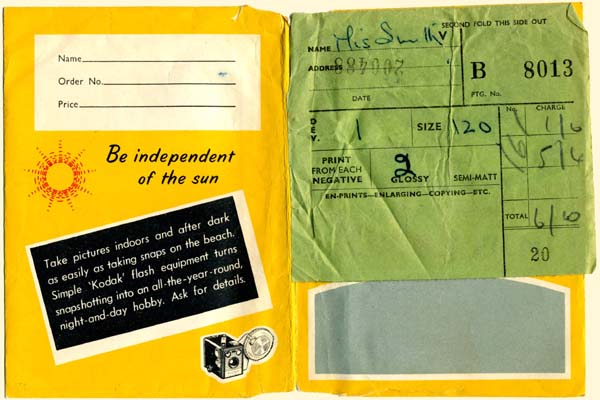 Name
Order No.
Price
Be independent
of the sun
Take pictures indoors and after dark
as easily as taking snaps on the beach.
Simple 'Kodak' flash equipment turns
snapshotting into an all-the-year-round,
night-and-day hobby. Ask for details.
SECOND FOLD THIS SIDE OUT
NAME Miss Smith
ADDRESS
DATE
B 8013
PTG. No.
No. CHARGE
DEV. 1 SIZE 120 1/6
5/4
PRINT
FROM EACH
NEGATIVE GLOSSY SEMI-MATT
EN-PRINTS—ENLARGING—COPYING—ETC.
TOTAL 6/10
20